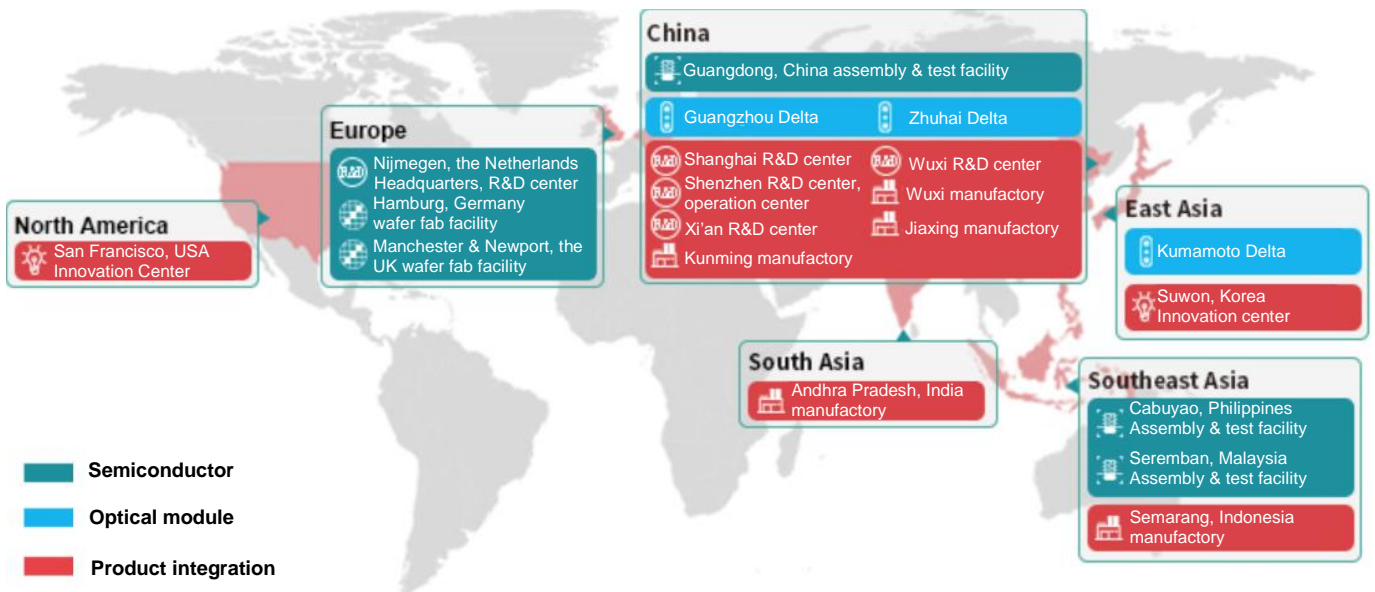 China
Guangdong, China assembly & test facility
Guangzhou Delta
Zhuhai Delta
R&D Shanghai R&D center
R&D Shenzhen R&D center,
operation center
R&D Xi'an R&D center
Kunming manufactory
R&D Wuxi R&D center
Wuxi manufactory
Jiaxing manufactory
Europe
R&D Nijmegen, the Netherlands
Headquarters, R&D center
Hamburg, Germany
wafer fab facility
Manchester & Newport, the
UK wafer fab facility
North America
San Francisco, USA
Innovation Center
East Asia
Kumamoto Delta
Suwon, Korea
Innovation center
South Asia
Andhra Pradesh, India
manufactory
Southeast Asia
Cabuyao, Philippines
Assembly & test facility
Seremban, Malaysia
Assembly & test facility
Semarang, Indonesia
manufactory
Semiconductor
Optical module
Product integration